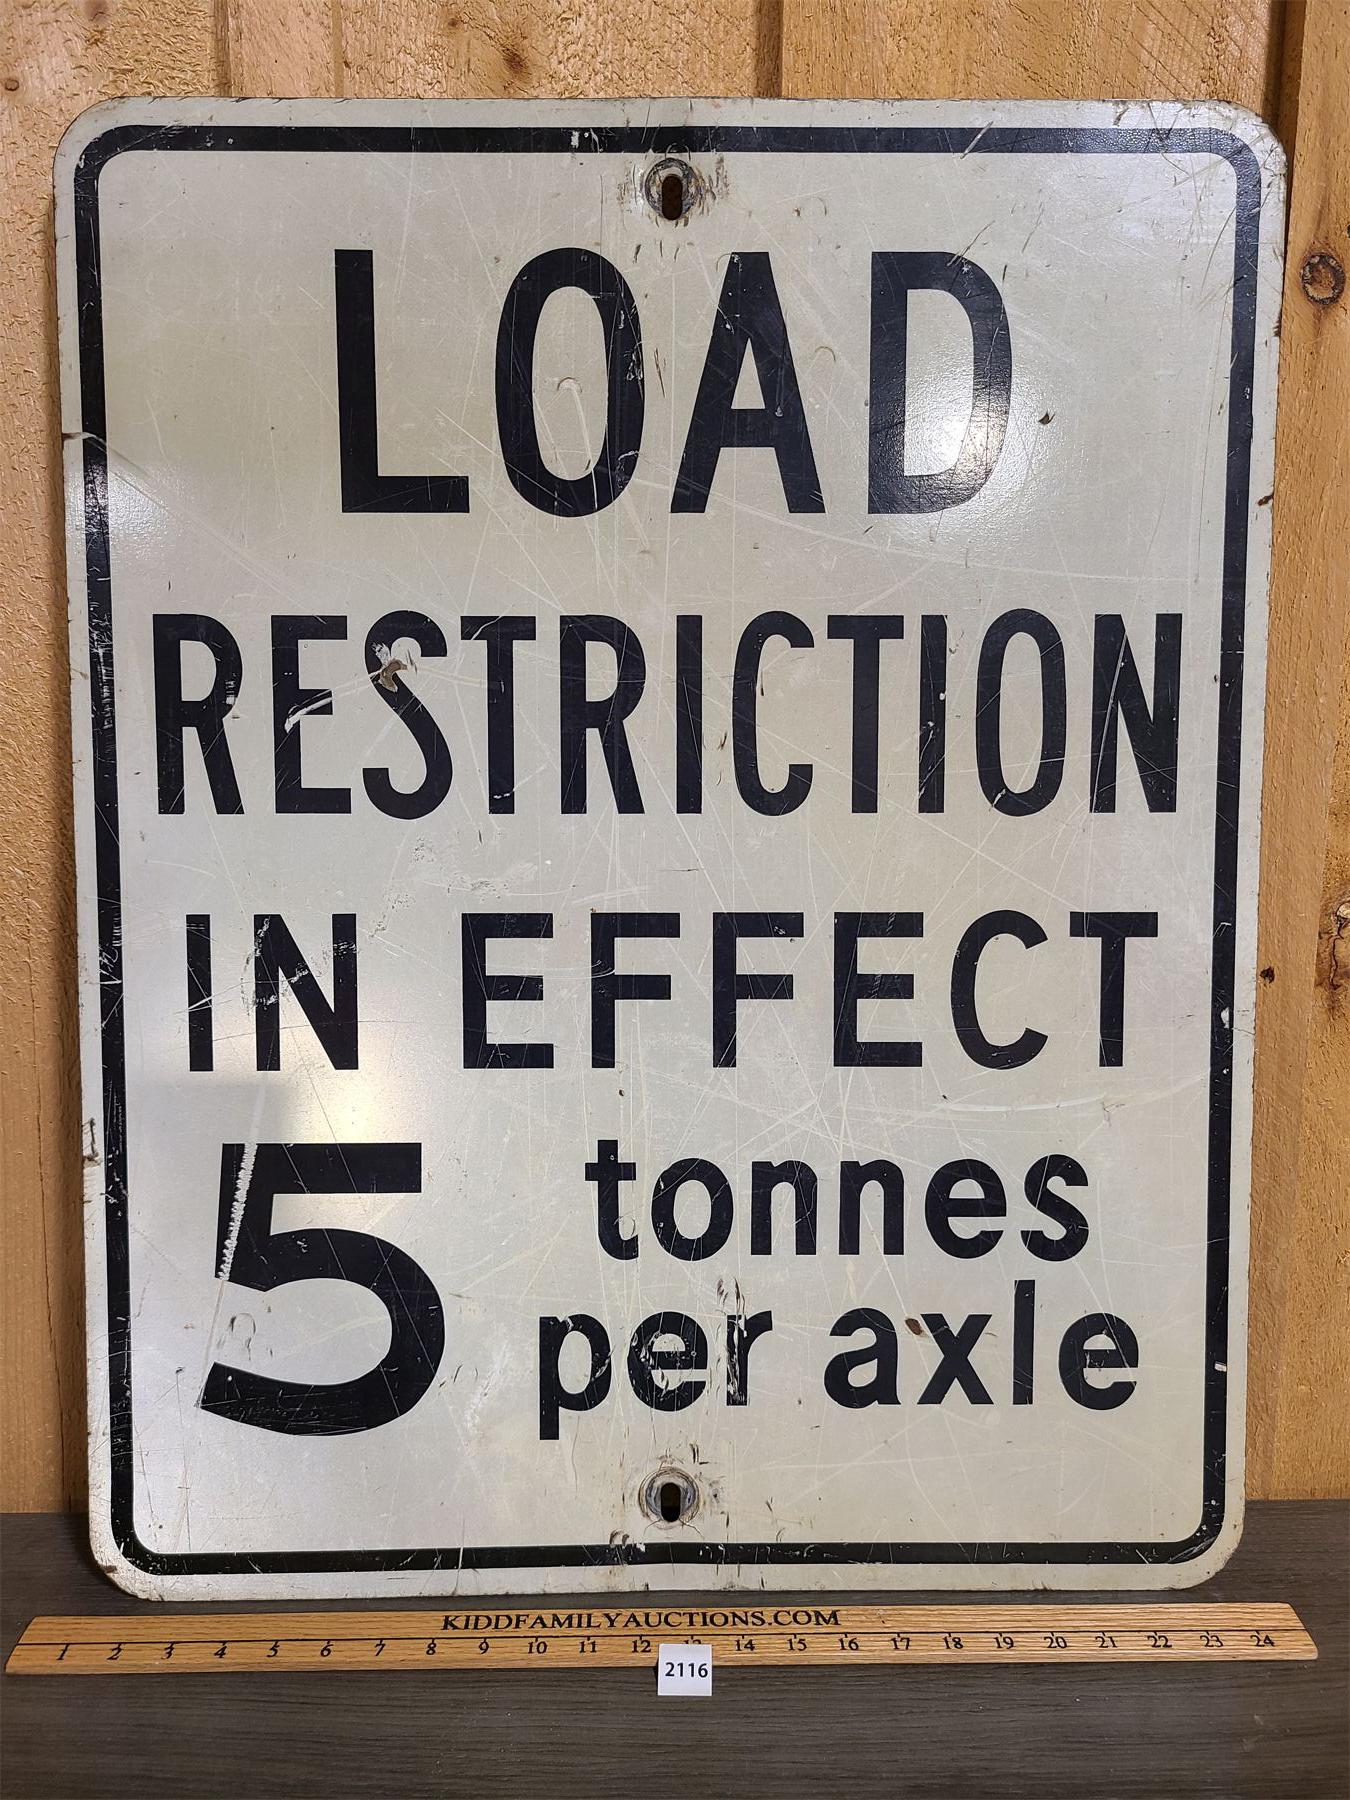 LOAD
RESTRICTION
IN EFFECT
5 tonnes
per axle
KIDDFAMILYAUCTIONS.COM
1 2 3 4 5 6 7 8 9 10 11 12 13 14 15 16 17 18 19 20 21 22 23 24
2116